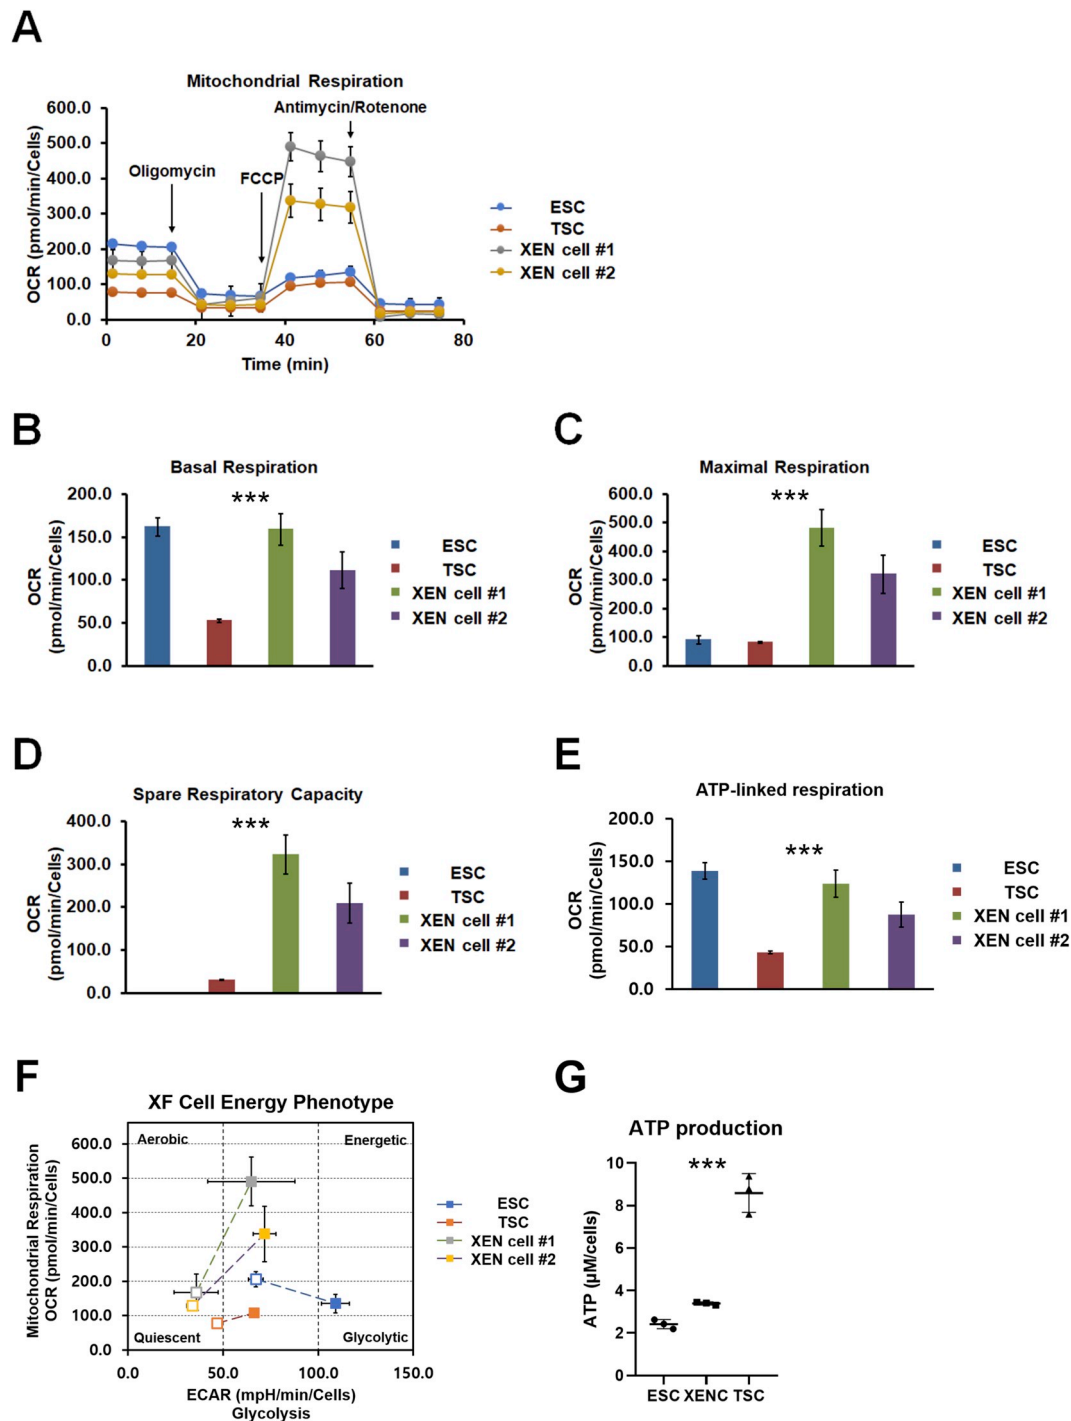 A
Mitochondrial Respiration
Antimycin/Rotenone
Oligomycin
FCCP
OCR (pmol/min/Cells)
600.0
500.0
400.0
300.0
200.0
100.0
0.0
0
20
40
60
80
Time (min)
ESC
TSC
XEN cell #1
XEN cell #2
B
Basal Respiration
***
OCR
(pmol/min/Cells)
200.0
150.0
100.0
50.0
0.0
ESC
TSC
XEN cell #1
XEN cell #2
C
Maximal Respiration
***
OCR
(pmol/min/Cells)
600.0
500.0
400.0
300.0
200.0
100.0
0.0
ESC
TSC
XEN cell #1
XEN cell #2
D
Spare Respiratory Capacity
***
OCR
(pmol/min/Cells)
400.0
300.0
200.0
100.0
0.0
ESC
TSC
XEN cell #1
XEN cell #2
E
ATP-linked respiration
***
OCR
(pmol/min/Cells)
200.0
150.0
100.0
50.0
0.0
ESC
TSC
XEN cell #1
XEN cell #2
F
XF Cell Energy Phenotype
Aerobic
Energetic
Quiescent
Glycolytic
Mitochondrial Respiration
OCR (pmol/min/Cells)
600.0
500.0
400.0
300.0
200.0
100.0
0.0
0.0
50.0
100.0
150.0
ECAR (mpH/min/Cells)
Glycolysis
ESC
TSC
XEN cell #1
XEN cell #2
G
ATP production
***
ATP (µM/cells)
10
8
6
4
2
0
ESC
XENC
TSC